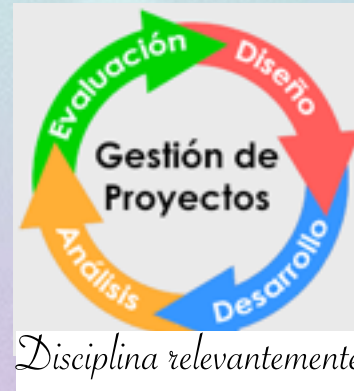 Evaluación
Diseño
Gestión de
Proyectos
Análisis
Desarrollo
Disciplina relevantemente